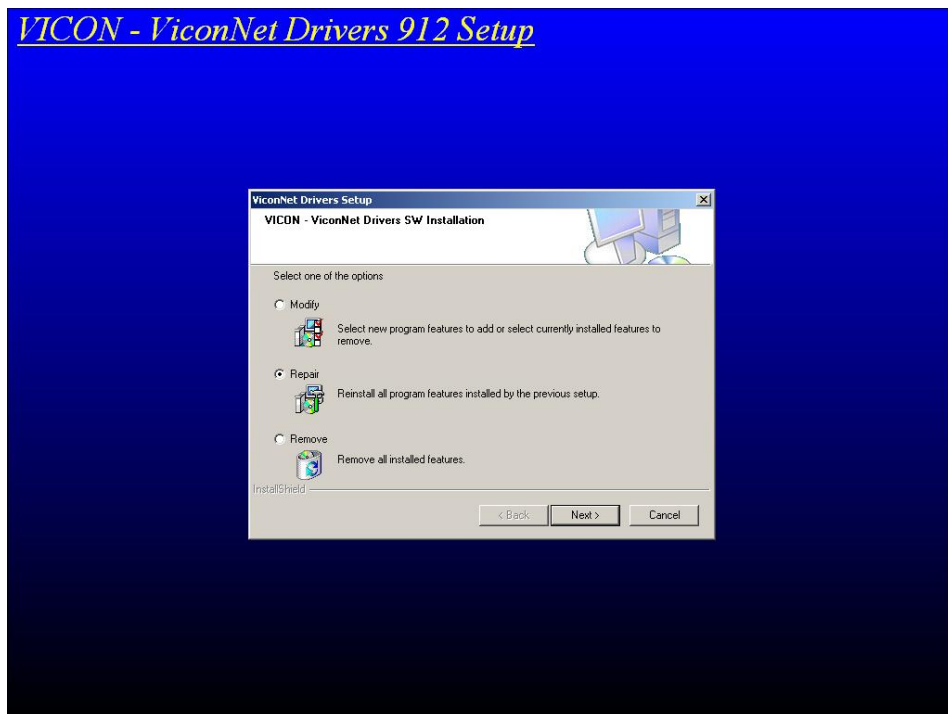 VICON - ViconNet Drivers 912 Setup
ViconNet Drivers Setup
VICON - ViconNet Drivers SW Installation
Select one of the options
Modify
Select new program features to add or select currently installed features to
remove.
Repair
Reinstall all program features installed by the previous setup.
Remove
Remove all installed features.
InstallShield
< Back Next > Cancel